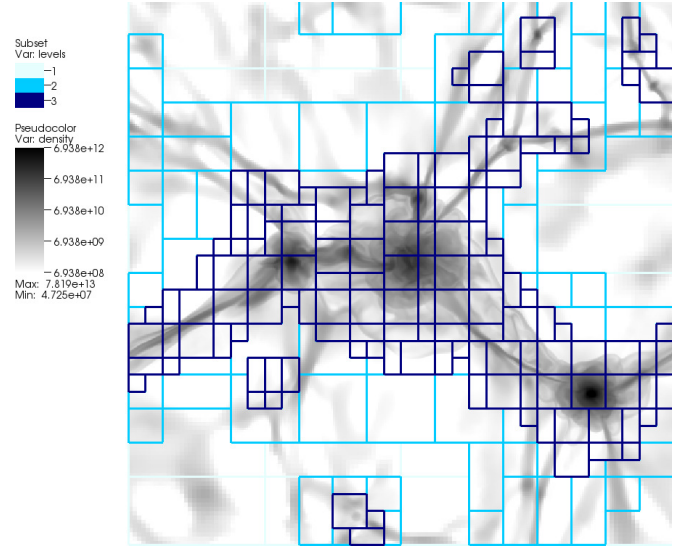 Subset
Var: levels
1
2
3
Pseudocolor
Var: density
6.938e+12
6.938e+11
6.938e+10
6.938e+09
6.938e+08
Max: 7.819e+13
Min: 4.725e+07